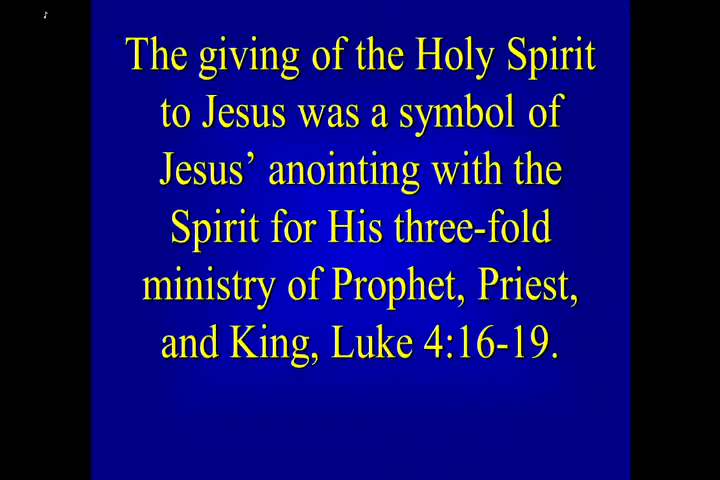 The giving of the Holy Spirit
to Jesus was a symbol of
Jesus’ anointing with the
Spirit for His three-fold
ministry of Prophet, Priest,
and King, Luke 4:16-19.